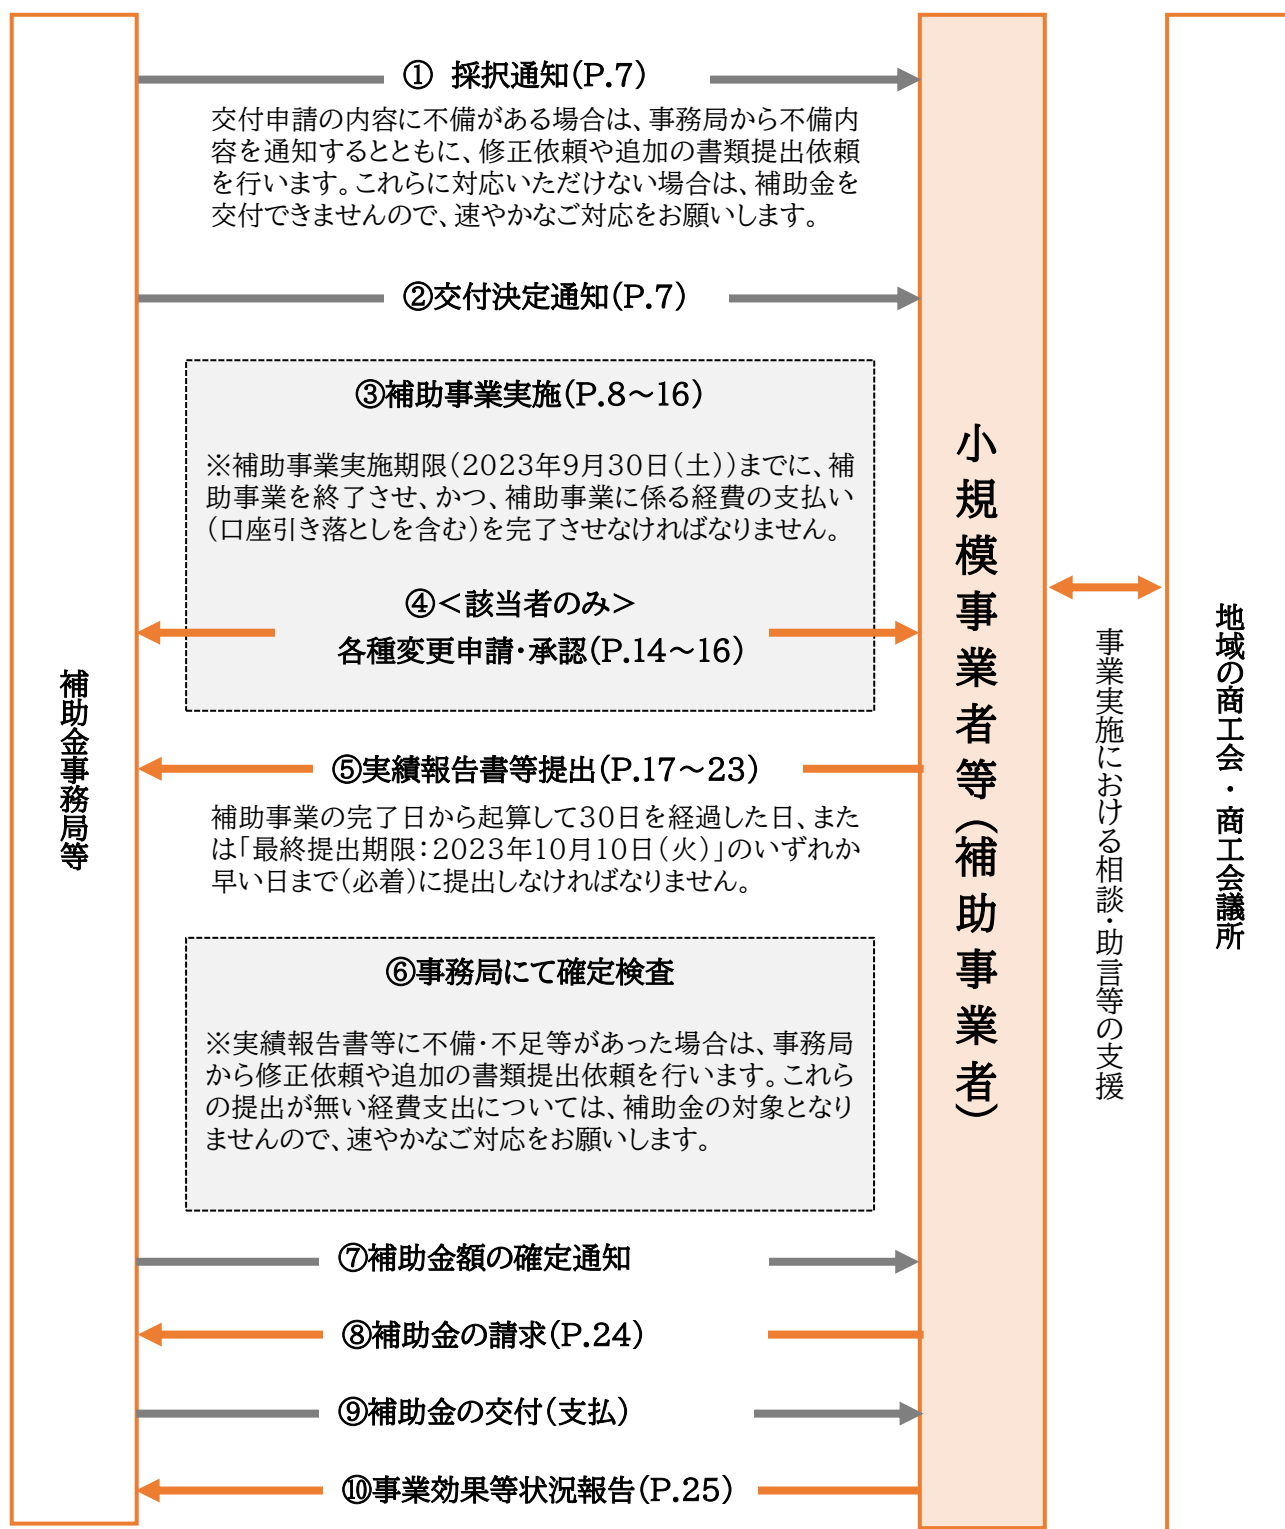 ① 採択通知(P.7)
交付申請の内容に不備がある場合は、事務局から不備内
容を通知するとともに、修正依頼や追加の書類提出依頼
を行います。これらに対応いただけない場合は、補助金を
交付できませんので、速やかなご対応をお願いします。
②交付決定通知(P.7)
③補助事業実施(P.8～16)
※補助事業実施期限(2023年9月30日(土))までに、補
助事業を終了させ、かつ、補助事業に係る経費の支払い
(口座引き落としを含む)を完了させなければなりません。
④＜該当者のみ＞
各種変更申請・承認(P.14～16)
⑤実績報告書等提出(P.17～23)
補助事業の完了日から起算して30日を経過した日、また
は「最終提出期限：2023年10月10日(火)」のいずれか
早い日まで(必着)に提出しなければなりません。
⑥事務局にて確定検査
※実績報告書等に不備・不足等があった場合は、事務局
から修正依頼や追加の書類提出依頼を行います。これら
の提出が無い経費支出については、補助金の対象となり
ませんので、速やかなご対応をお願いします。
⑦補助金額の確定通知
⑧補助金の請求(P.24)
⑨補助金の交付(支払)
⑩事業効果等状況報告(P.25)
補助金事務局等
小規模事業者等(補助事業者)
事業実施における相談・助言等の支援
地域の商工会・商工会議所